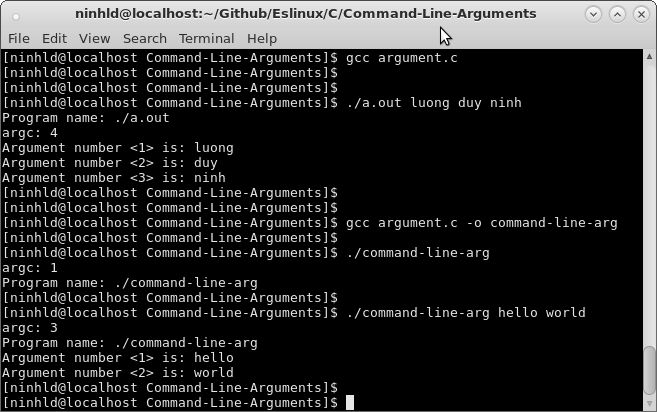 ninhld@localhost:~/Github/Eslinux/C/Command-Line-Arguments
File Edit View Search Terminal Help
[ninhld@localhost Command-Line-Arguments]$ gcc argument.c
[ninhld@localhost Command-Line-Arguments]$
[ninhld@localhost Command-Line-Arguments]$
[ninhld@localhost Command-Line-Arguments]$ ./a.out luong duy ninh
Program name: ./a.out
argc: 4
Argument number <1> is: luong
Argument number <2> is: duy
Argument number <3> is: ninh
[ninhld@localhost Command-Line-Arguments]$
[ninhld@localhost Command-Line-Arguments]$
[ninhld@localhost Command-Line-Arguments]$ gcc argument.c -o command-line-arg
[ninhld@localhost Command-Line-Arguments]$
[ninhld@localhost Command-Line-Arguments]$ ./command-line-arg
argc: 1
Program name: ./command-line-arg
[ninhld@localhost Command-Line-Arguments]$
[ninhld@localhost Command-Line-Arguments]$ ./command-line-arg hello world
argc: 3
Program name: ./command-line-arg
Argument number <1> is: hello
Argument number <2> is: world
[ninhld@localhost Command-Line-Arguments]$
[ninhld@localhost Command-Line-Arguments]$